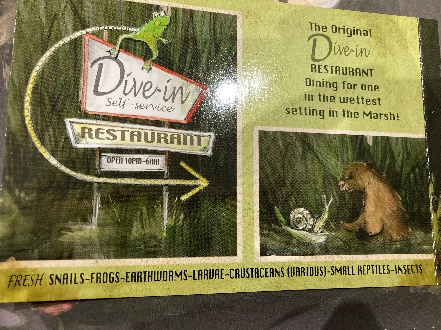 Dive-in
Self-service
RESTAURANT
OPEN 10PM-6AM
The Original
Dive-in
RESTAURANT
Dining for one
in the wettest
setting in the Marsh!
FRESH SNAILS-FROGS-EARTHWORMS-LARVAE-CRUSTACEANS (VARIOUS)-SMALL REPTILES-INSECTS